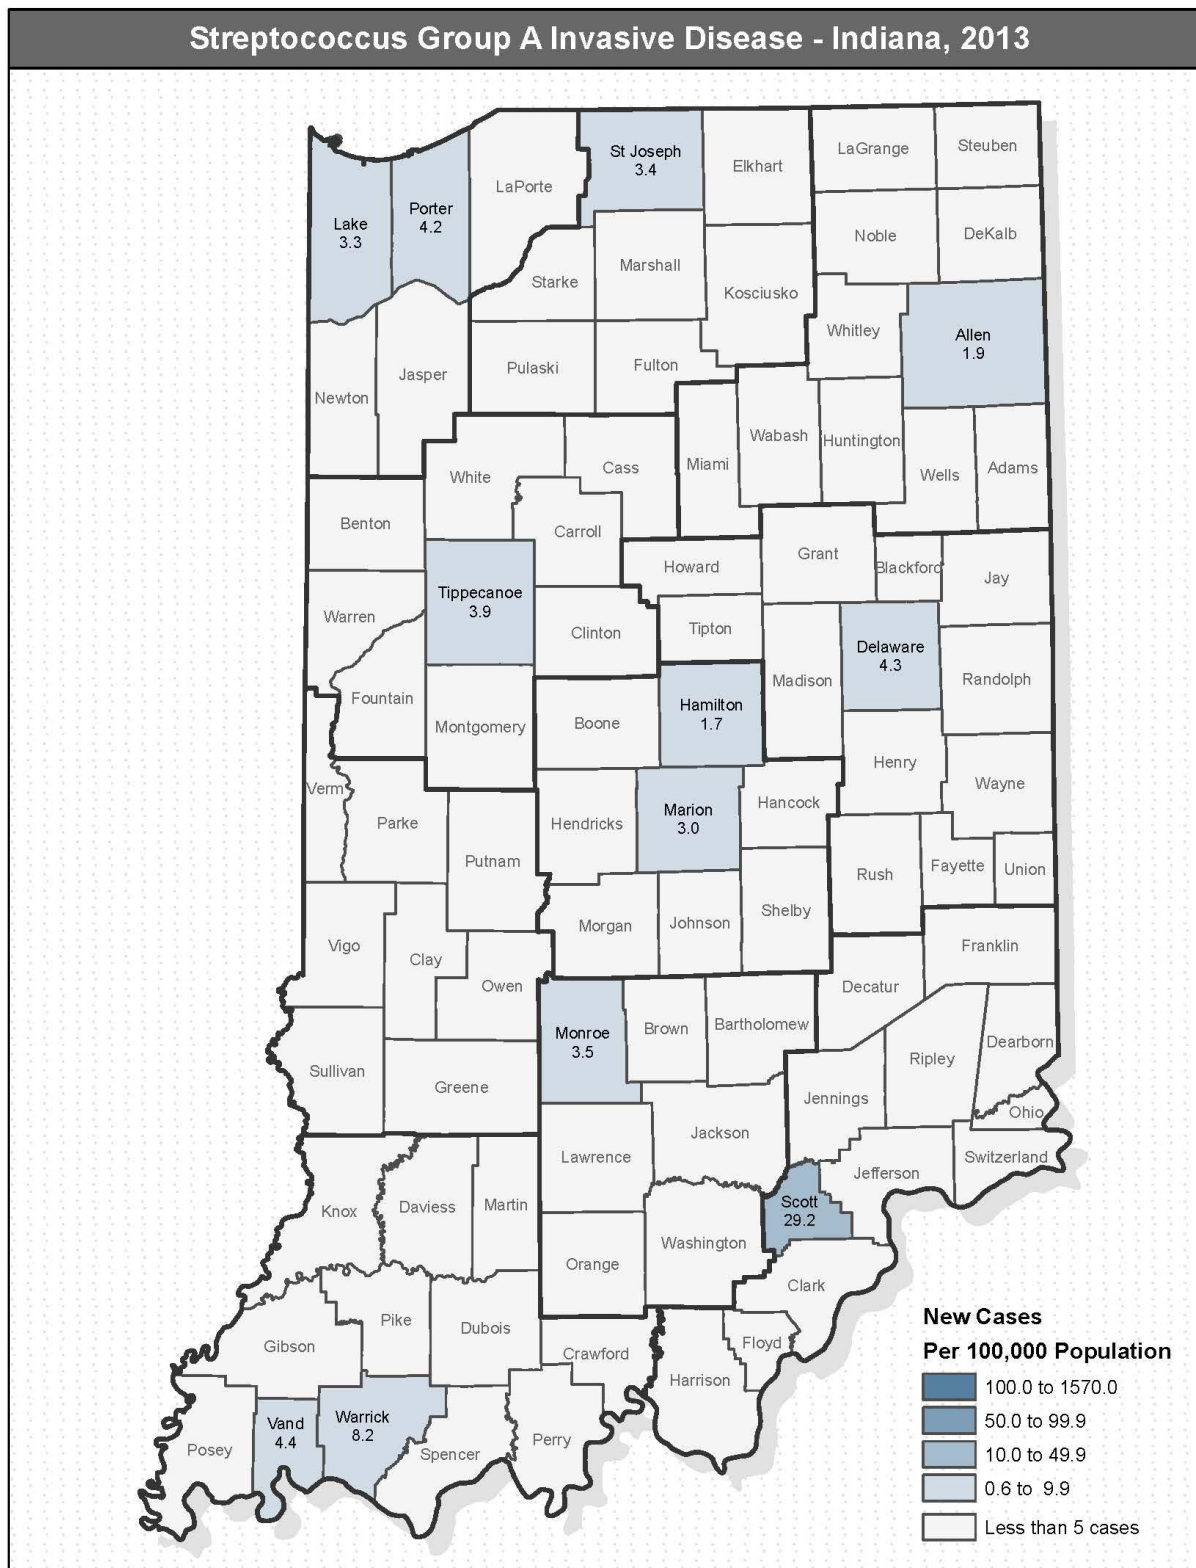 Streptococcus Group A Invasive Disease - Indiana, 2013
St Joseph
3.4
Elkhart
LaGrange
Steuben
LaPorte
Porter
4.2
Lake
3.3
Noble
DeKalb
Marshall
Starke
Kosciusko
Whitley
Allen
1.9
Pulaski
Fulton
Jasper
Newton
Wabash
Huntington
Miami
Cass
White
Wells
Adams
Benton
Carroll
Grant
Howard
Blackford
Jay
Tippecanoe
3.9
Warren
Clinton
Tipton
Delaware
4.3
Madison
Randolph
Fountain
Hamilton
1.7
Boone
Montgomery
Henry
Wayne
Verm
Hancock
Marion
3.0
Hendricks
Parke
Putnam
Rush
Fayette
Union
Shelby
Johnson
Morgan
Vigo
Clay
Franklin
Owen
Decatur
Monroe
3.5
Brown
Bartholomew
Dearborn
Ripley
Sullivan
Greene
Jennings
Ohio
Jackson
Lawrence
Switzerland
Jefferson
Scott
29.2
Knox
Daviess
Martin
Washington
Orange
Clark
Pike
Dubois
Gibson
Floyd
Crawford
Harrison
Warrick
8.2
Vand
4.4
Posey
Spencer
Perry
New Cases
Per 100,000 Population
100.0 to 1570.0
50.0 to 99.9
10.0 to 49.9
0.6 to 9.9
Less than 5 cases